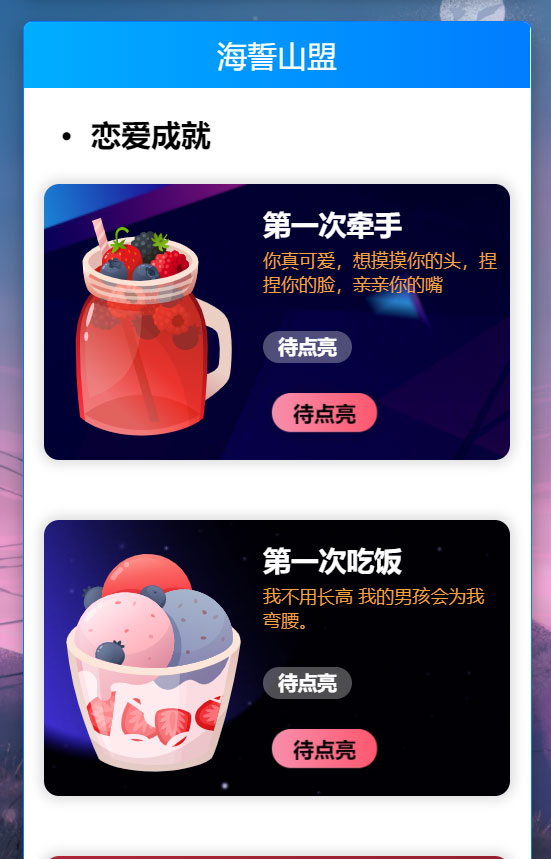 海誓山盟
• 恋爱成就
第一次牵手
你真可爱，想摸摸你的头，捏
捏你的脸，亲亲你的嘴
待点亮
待点亮
第一次吃饭
我不用长高 我的男孩会为我
弯腰。
待点亮
待点亮